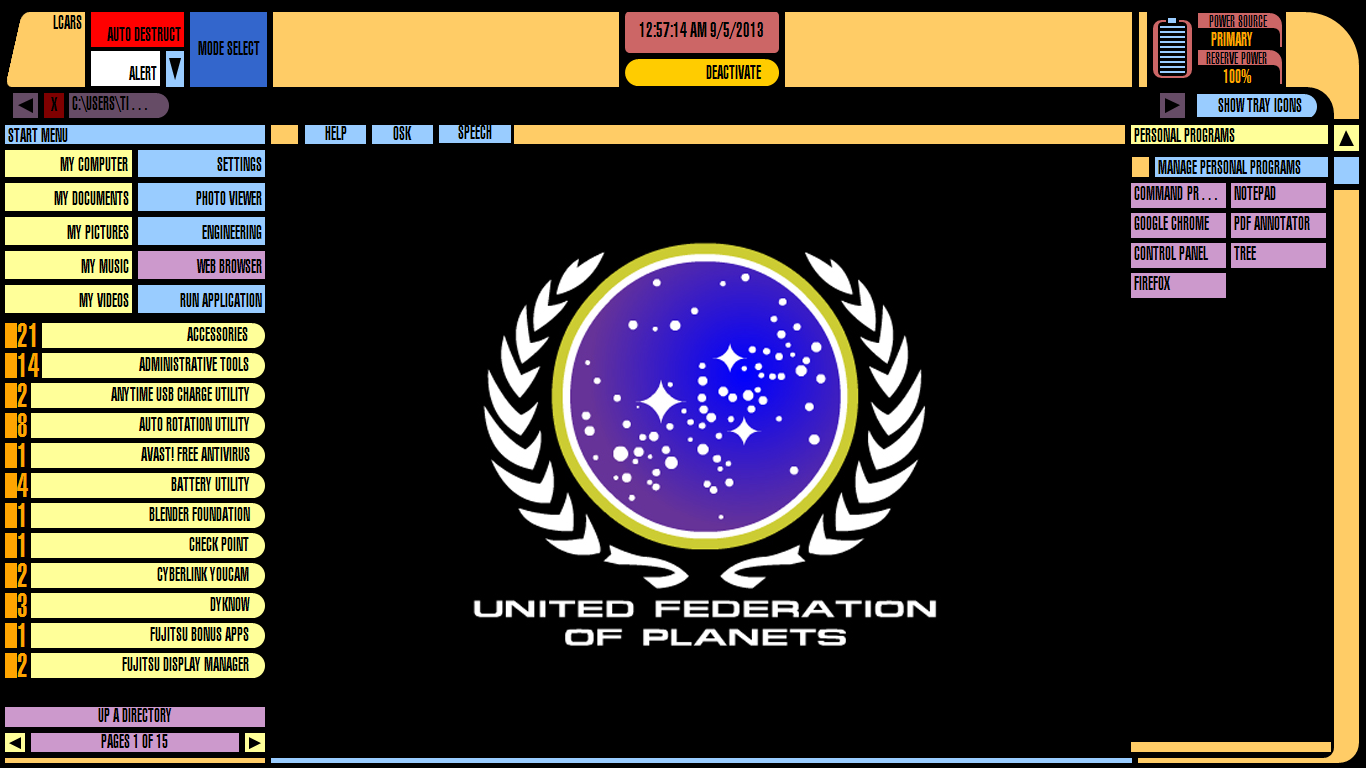 LCARS
AUTO DESTRUCT
ALERT
MODE SELECT
12:57:14 AM 9/5/2013
DEACTIVATE
POWER SOURCE
PRIMARY
RESERVE POWER
100%
X
C:\USERS\TI...
SHOW TRAY ICONS
START MENU
HELP
OSK
SPEECH
PERSONAL PROGRAMS
MY COMPUTER
SETTINGS
MY DOCUMENTS
PHOTO VIEWER
MY PICTURES
ENGINEERING
MY MUSIC
WEB BROWSER
MY VIDEOS
RUN APPLICATION
21 ACCESSORIES
14 ADMINISTRATIVE TOOLS
2 ANYTIME USB CHARGE UTILITY
8 AUTO ROTATION UTILITY
1 AVAST! FREE ANTIVIRUS
4 BATTERY UTILITY
1 BLENDER FOUNDATION
1 CHECK POINT
2 CYBERLINK YOUCAM
3 DYKNOW
1 FUJITSU BONUS APPS
2 FUJITSU DISPLAY MANAGER
UP A DIRECTORY
PAGES 1 OF 15
UNITED FEDERATION
OF PLANETS
MANAGE PERSONAL PROGRAMS
COMMAND PR...
NOTEPAD
GOOGLE CHROME
PDF ANNOTATOR
CONTROL PANEL
TREE
FIREFOX